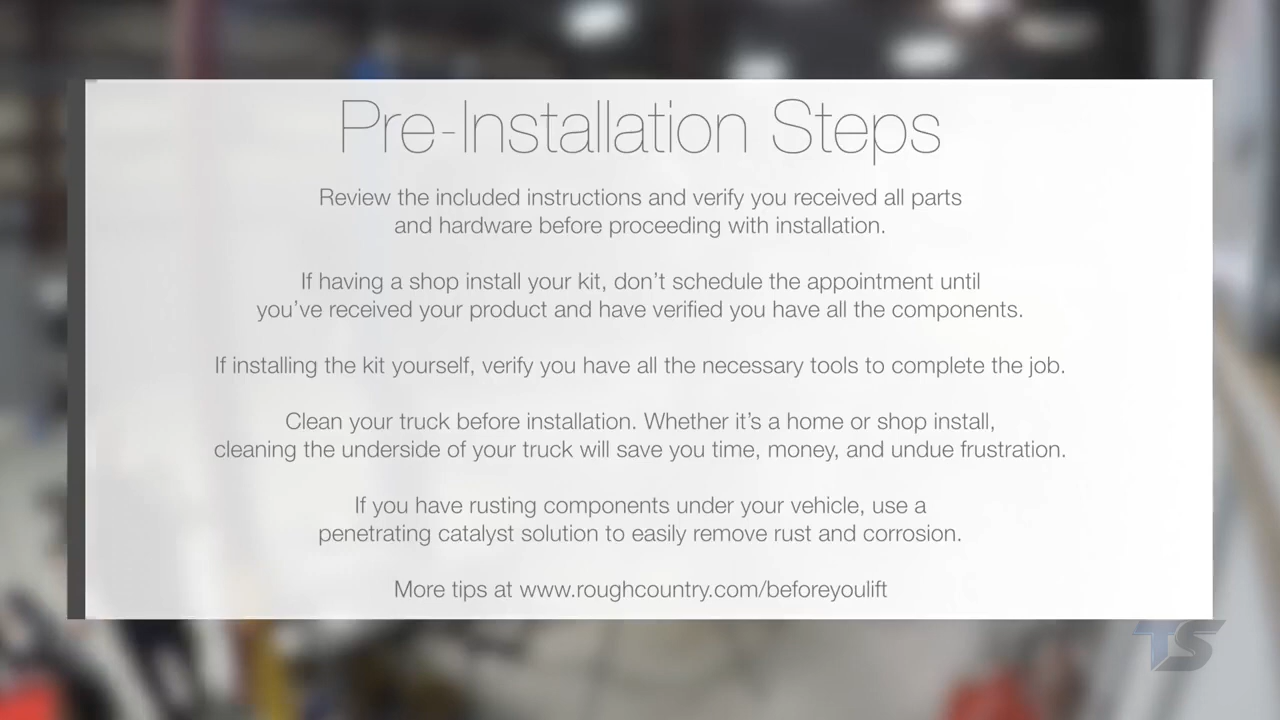 Pre-Installation Steps
Review the included instructions and verify you received all parts
and hardware before proceeding with installation.
If having a shop install your kit, don’t schedule the appointment until
you’ve received your product and have verified you have all the components.
If installing the kit yourself, verify you have all the necessary tools to complete the job.
Clean your truck before installation. Whether it’s a home or shop install,
cleaning the underside of your truck will save you time, money, and undue frustration.
If you have rusting components under your vehicle, use a
penetrating catalyst solution to easily remove rust and corrosion.
More tips at www.roughcountry.com/beforeyoulift
TS